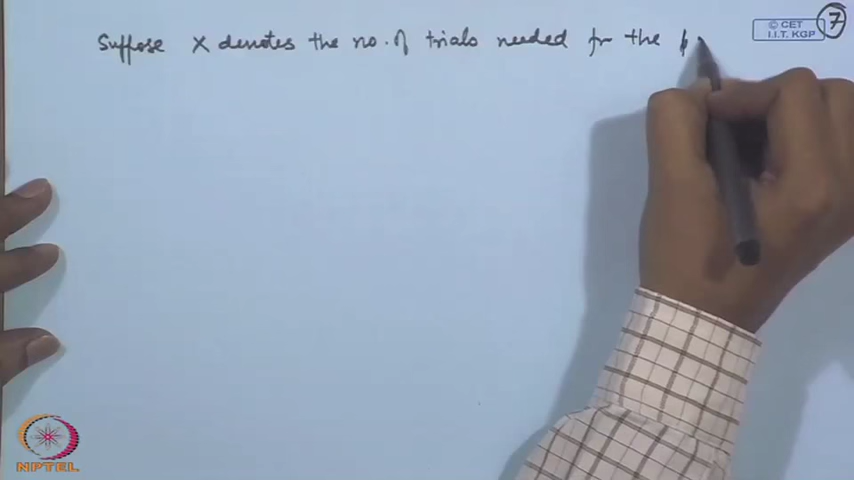 Suppose X denotes the no. of trials needed for the p
© CET
I.I.T. KGP
7
NPTEL